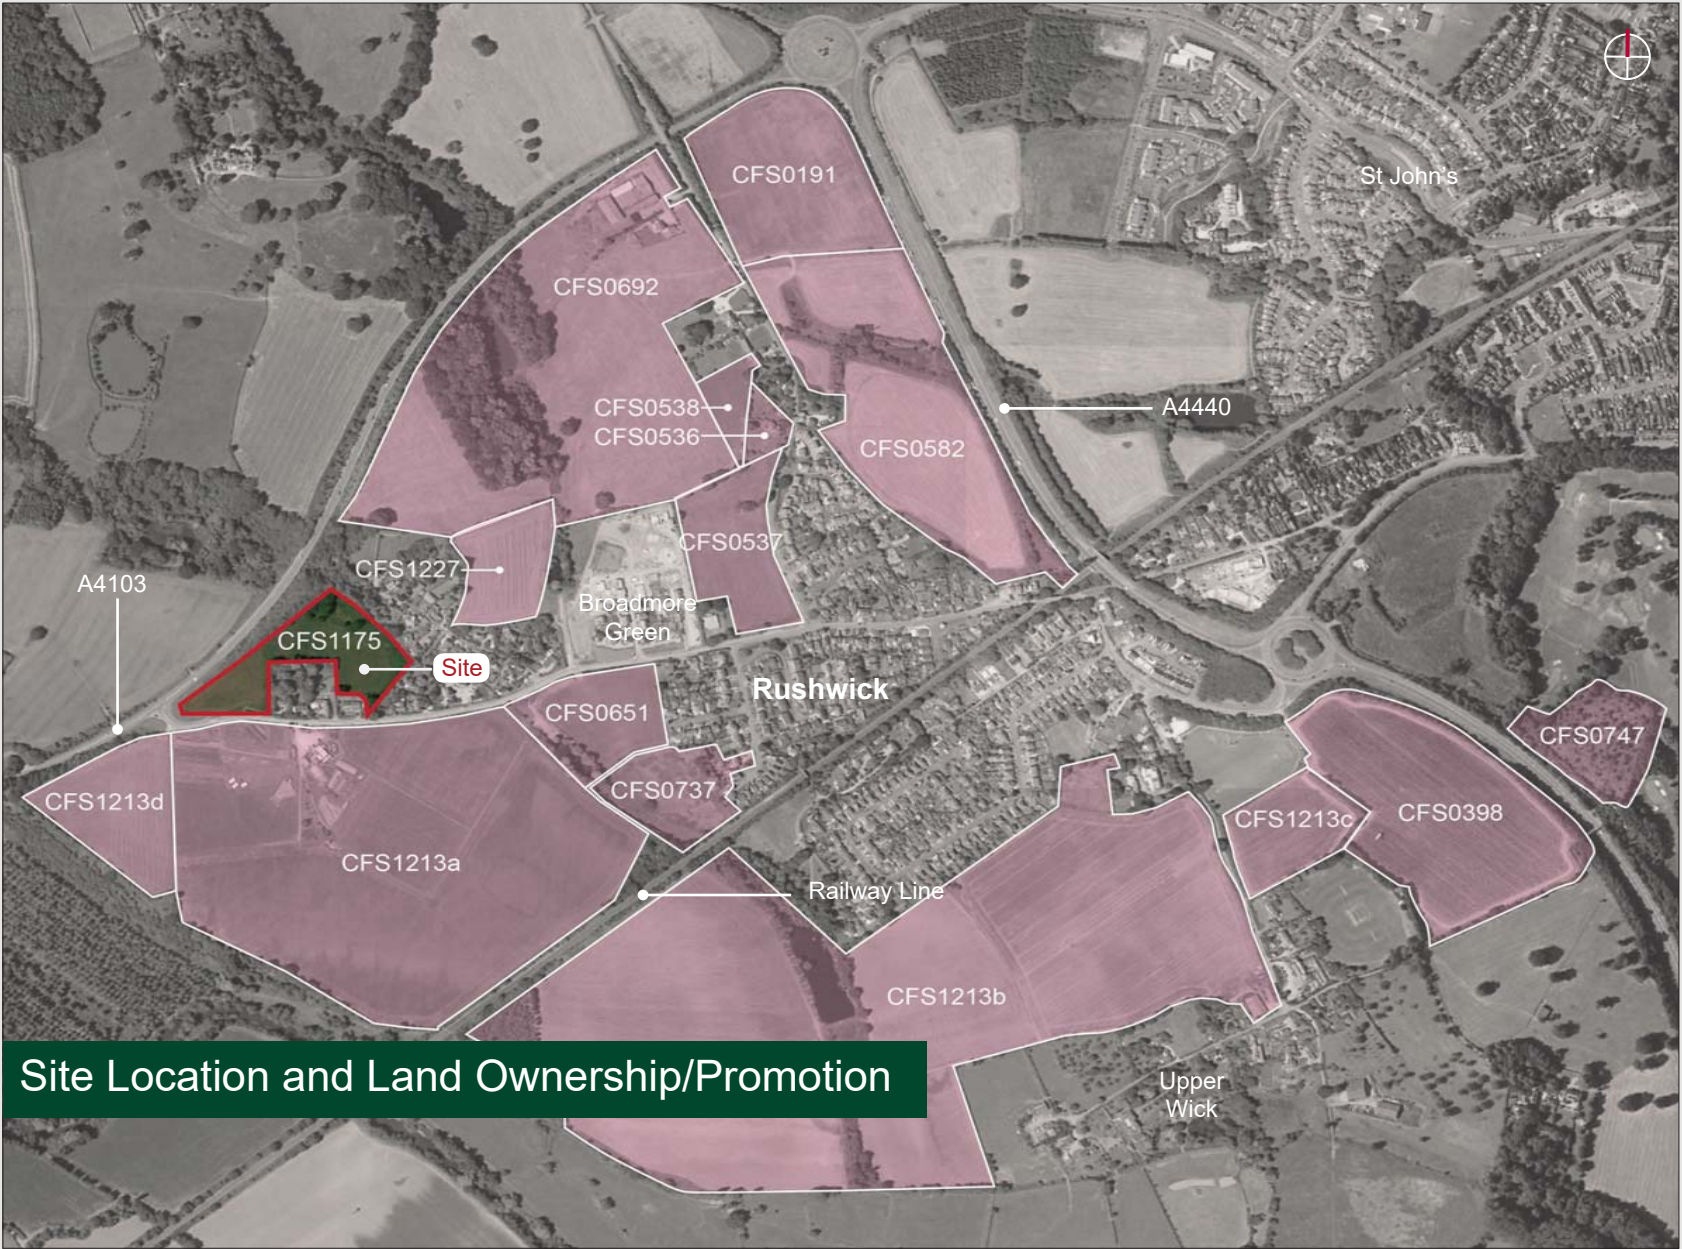 CFS0191
St John's
CFS0692
CFS0538
CFS0536
A4440
CFS0582
CFS0537
CFS1227
A4103
Broadmore
Green
CFS1175
Site
Rushwick
CFS0651
CFS0747
CFS0737
CFS1213d
CFS1213c
CFS0398
CFS1213a
Railway Line
CFS1213b
Site Location and Land Ownership/Promotion
Upper
Wick